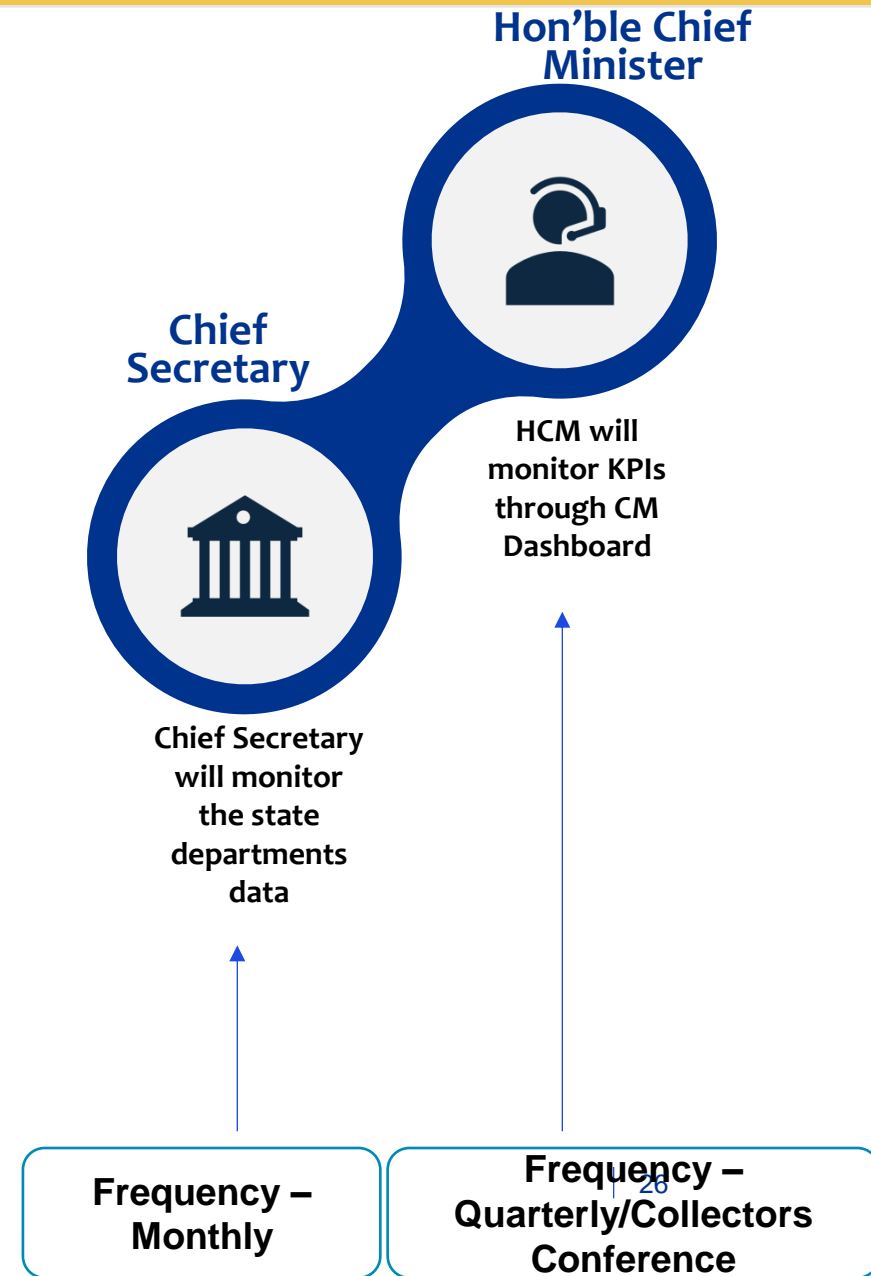 Hon’ble Chief
Minister
Chief
Secretary
HCM will
monitor KPIs
through CM
Dashboard
Chief Secretary
will monitor
the state
departments
data
Frequency –
Monthly
Frequency –
Quarterly/Collectors
Conference
| 26